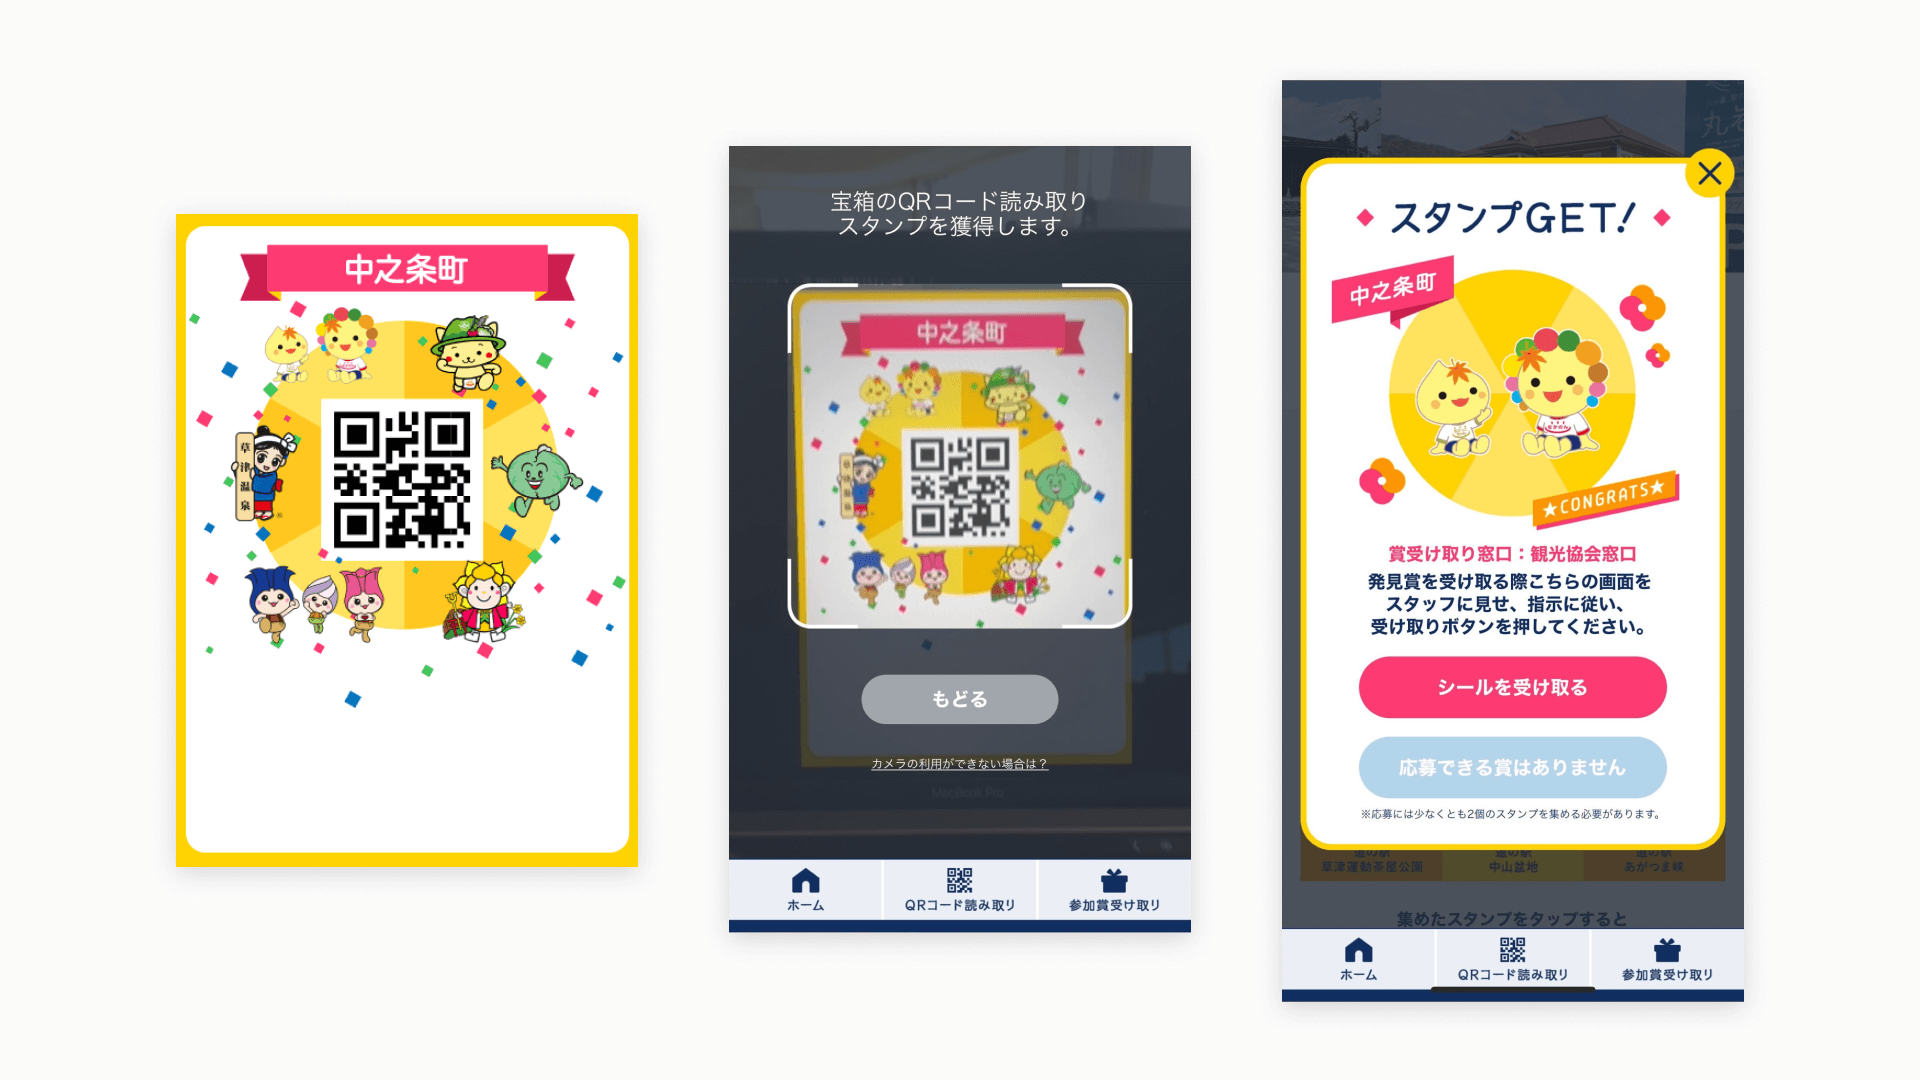 中之条町
草津温泉
宝箱のQRコード読み取り
スタンプを獲得します。
中之条町
草津温泉
もどる
カメラの利用ができない場合は？
MacBook Pro
ホーム
QRコード読み取り
参加賞受け取り
スタンプGET!
中之条町
★CONGRATS★
賞受け取り窓口：観光協会窓口
発見賞を受け取る際こちらの画面を
スタッフに見せ、指示に従い、
受け取りボタンを押してください。
シールを受け取る
応募できる賞はありません
※応募には少なくとも2個のスタンプを集める必要があります。
道の駅
草津運動茶屋公園
道の駅
中山盆地
道の駅
あがつま峡
集めたスタンプをタップすると
ホーム
QRコード読み取り
参加賞受け取り